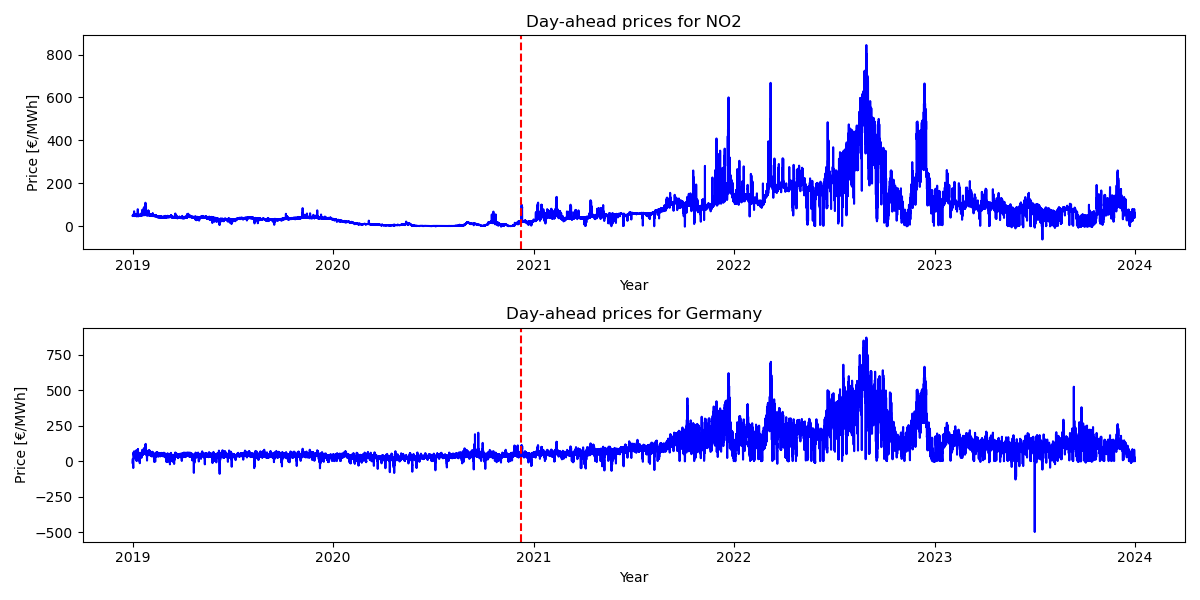 Day-ahead prices for NO2
Price [€/MWh]
800
600
400
200
0
2019 2020 2021 2022 2023 2024
Year
Day-ahead prices for Germany
Price [€/MWh]
750
500
250
0
−250
−500
2019 2020 2021 2022 2023 2024
Year